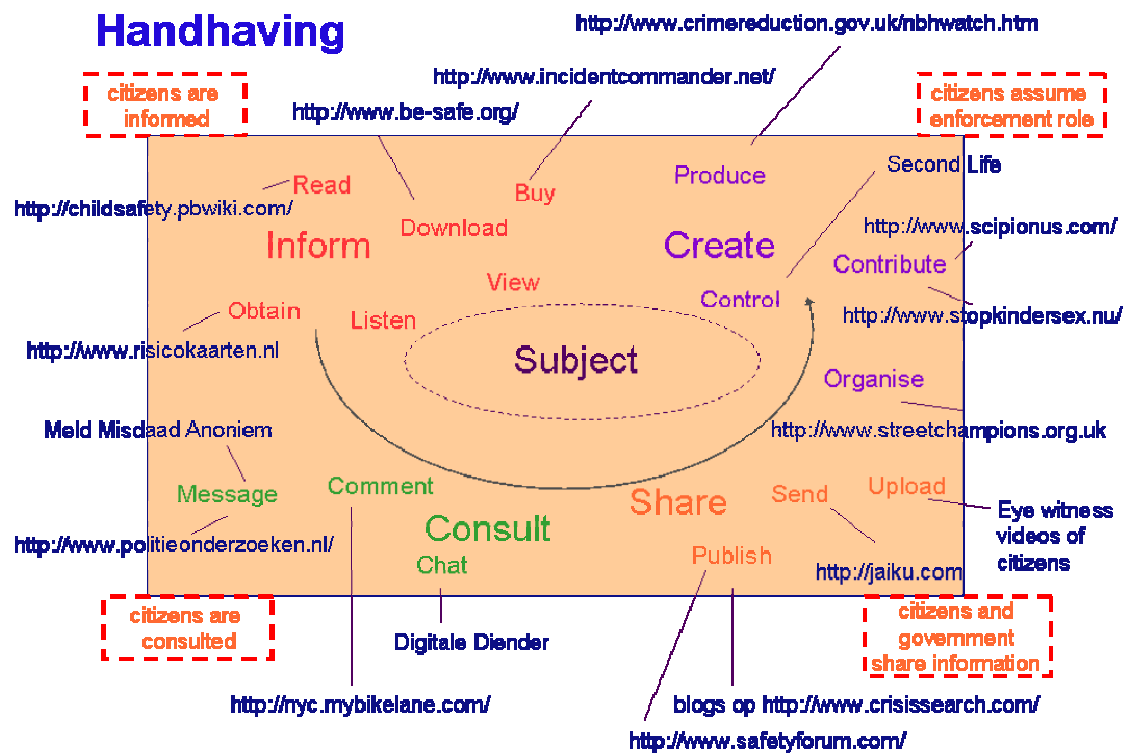 Handhaving
http://www.crimereduction.gov.uk/nbhwatch.htm
http://www.incidentcommander.net/
citizens are
informed
http://www.be-safe.org/
citizens assume
enforcement role
Second Life
Produce
Read
Buy
http://childsafety.pbwiki.com/
Download
http://www.scipionus.com/
Inform
Create
Contribute
View
Control
Obtain
Listen
http://www.stopkindersex.nu/
http://www.risicokaarten.nl
Subject
Organise
Meld Misdaad Anoniem
http://www.streetchampions.org.uk
Message
Comment
Share
Send
Upload
Eye witness
videos of
citizens
Consult
http://www.politieonderzoeken.nl/
Chat
Publish
http://jaiku.com
citizens are
consulted
citizens and
government
share information
Digitale Diender
http://nyc.mybikelane.com/
blogs op http://www.crisissearch.com/
http://www.safetyforum.com/